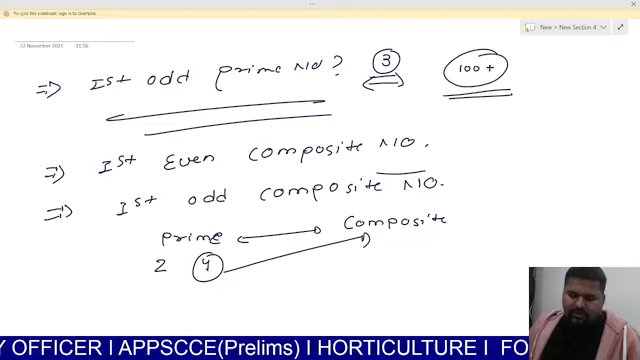 To sync this notebook, sign in to OneNote.
New > New Section 4
22 November 2021 11:56
=> Ist odd prime NO? 3 100+
=> Ist Even composite NO.
=> Ist odd composite NO.
Prime composite
2 4
Y OFFICER I APPSCCE(Prelims) I HORTICULTURE I FO